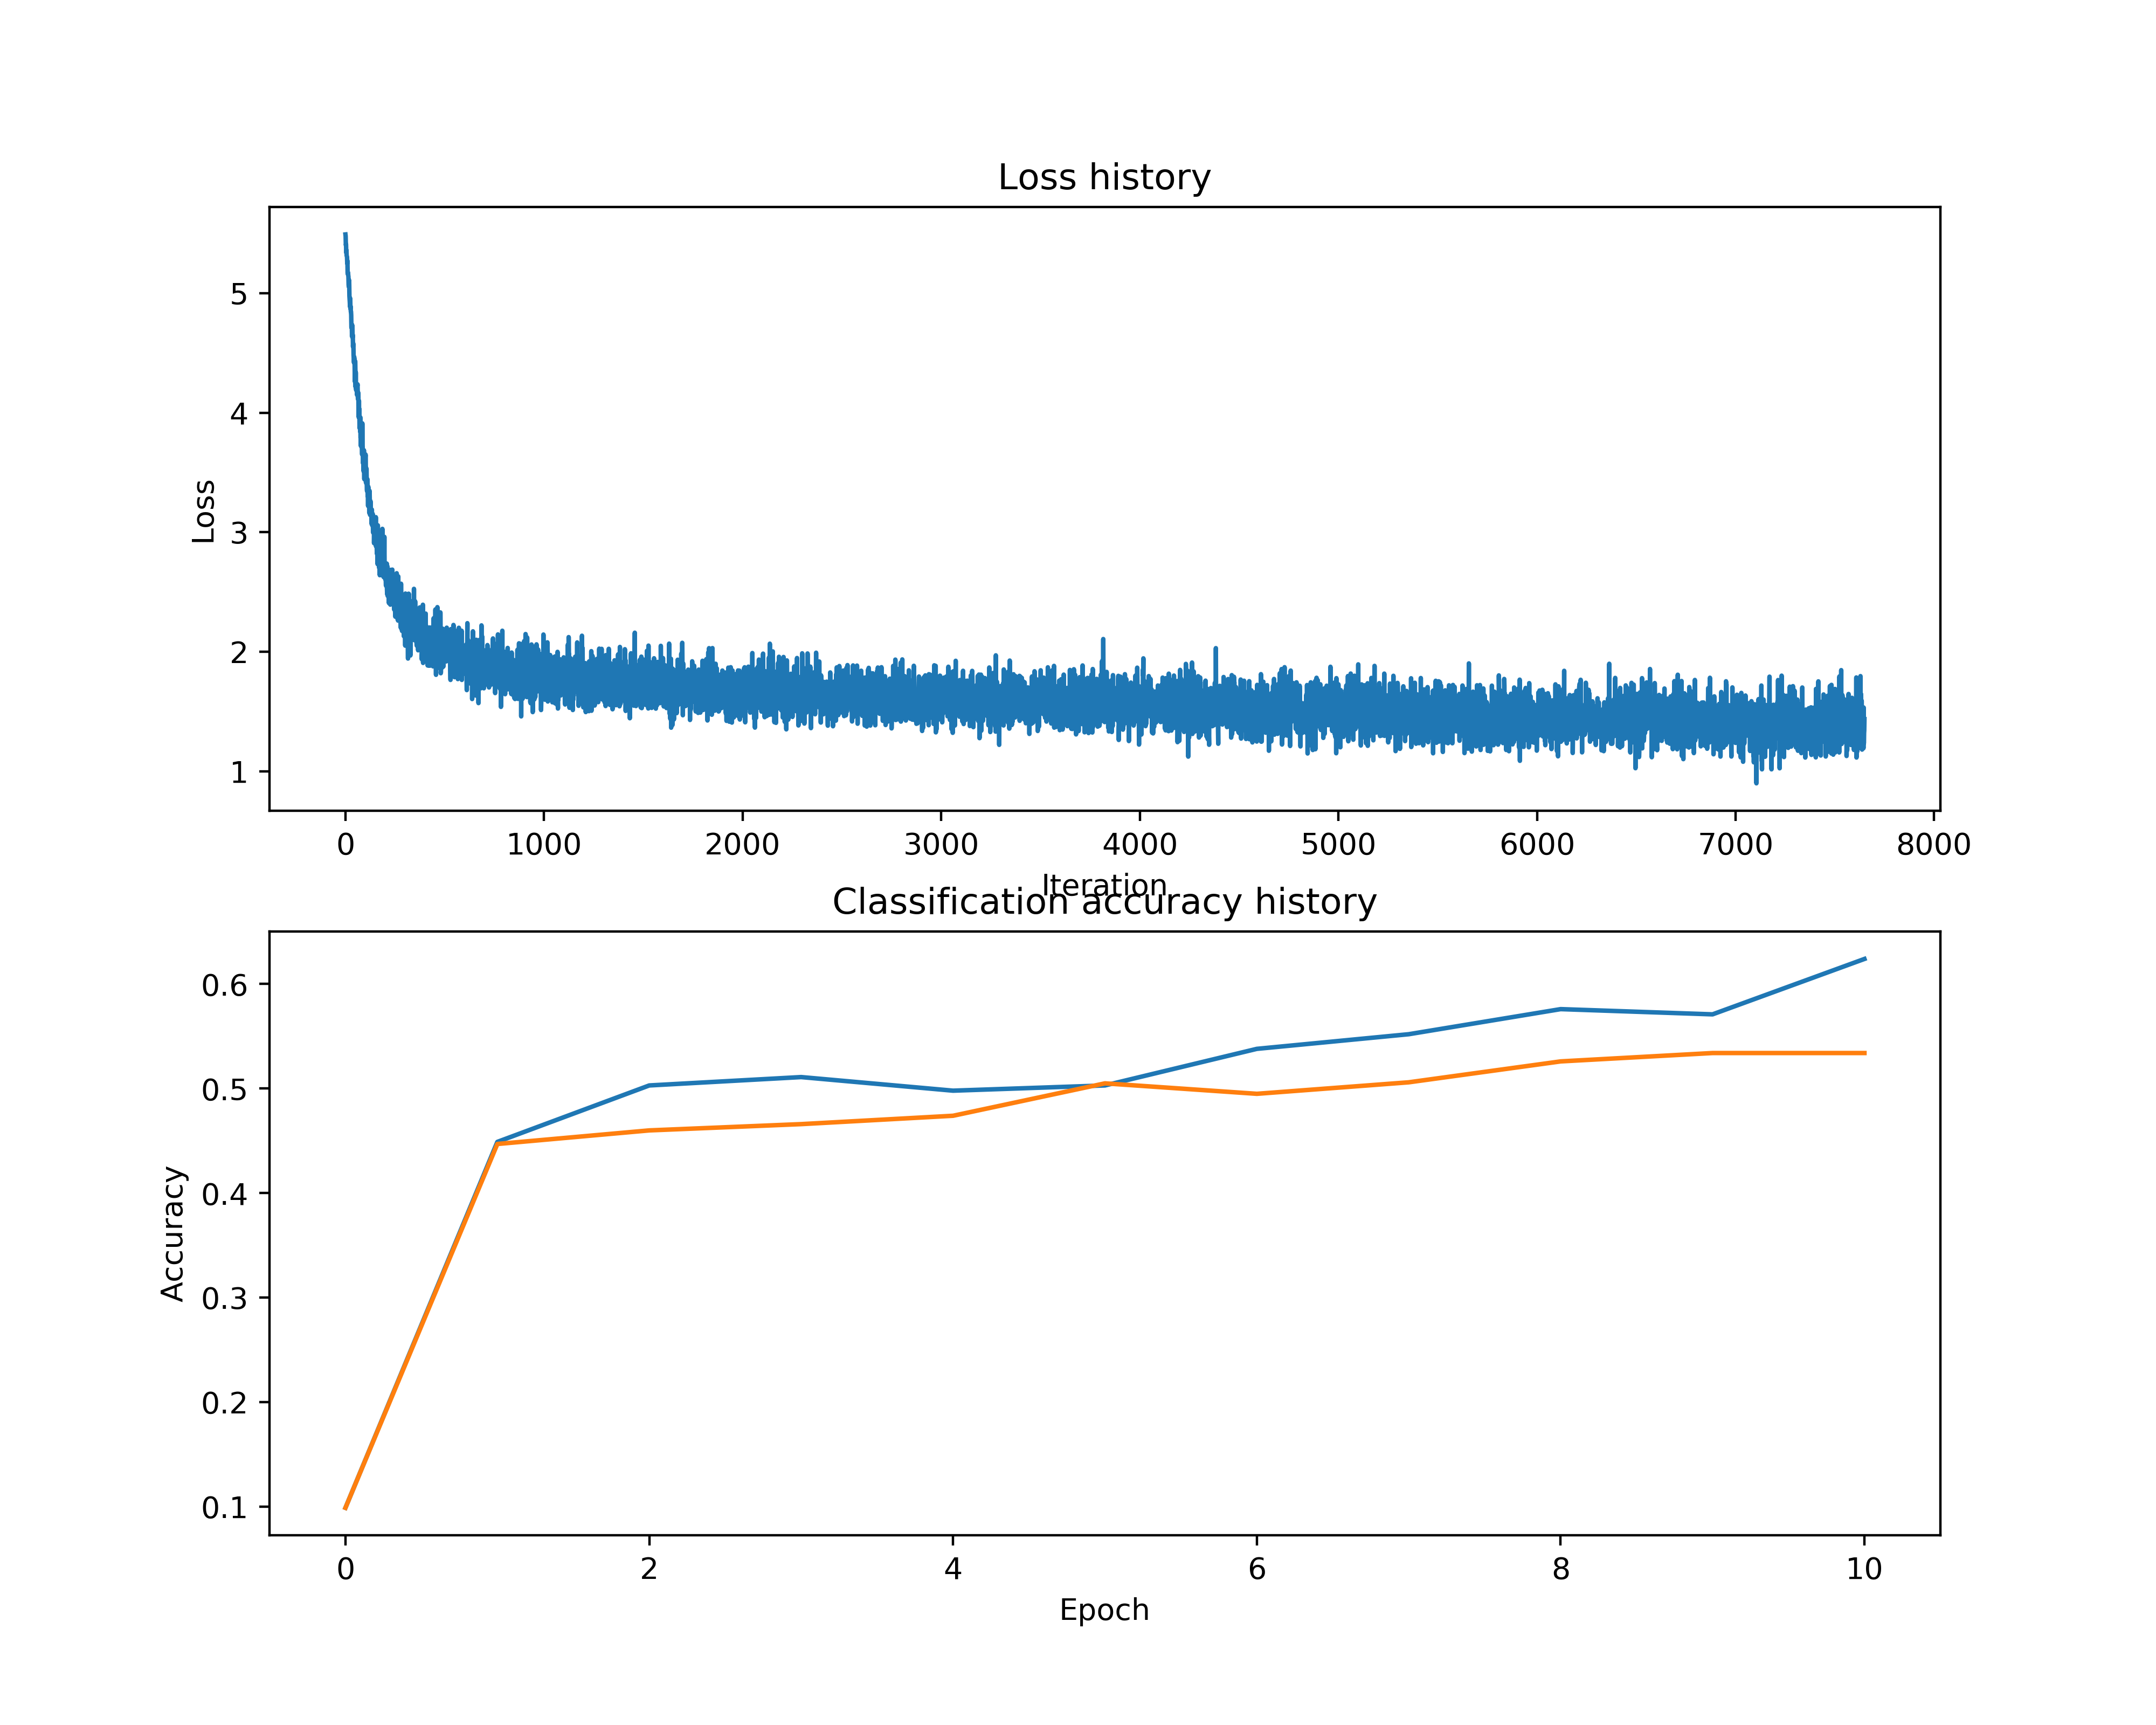 Loss history
Loss
5
4
3
2
1
0 1000 2000 3000 4000 5000 6000 7000 8000
Iteration
Classification accuracy history
Accuracy
0.6
0.5
0.4
0.3
0.2
0.1
0 2 4 6 8 10
Epoch